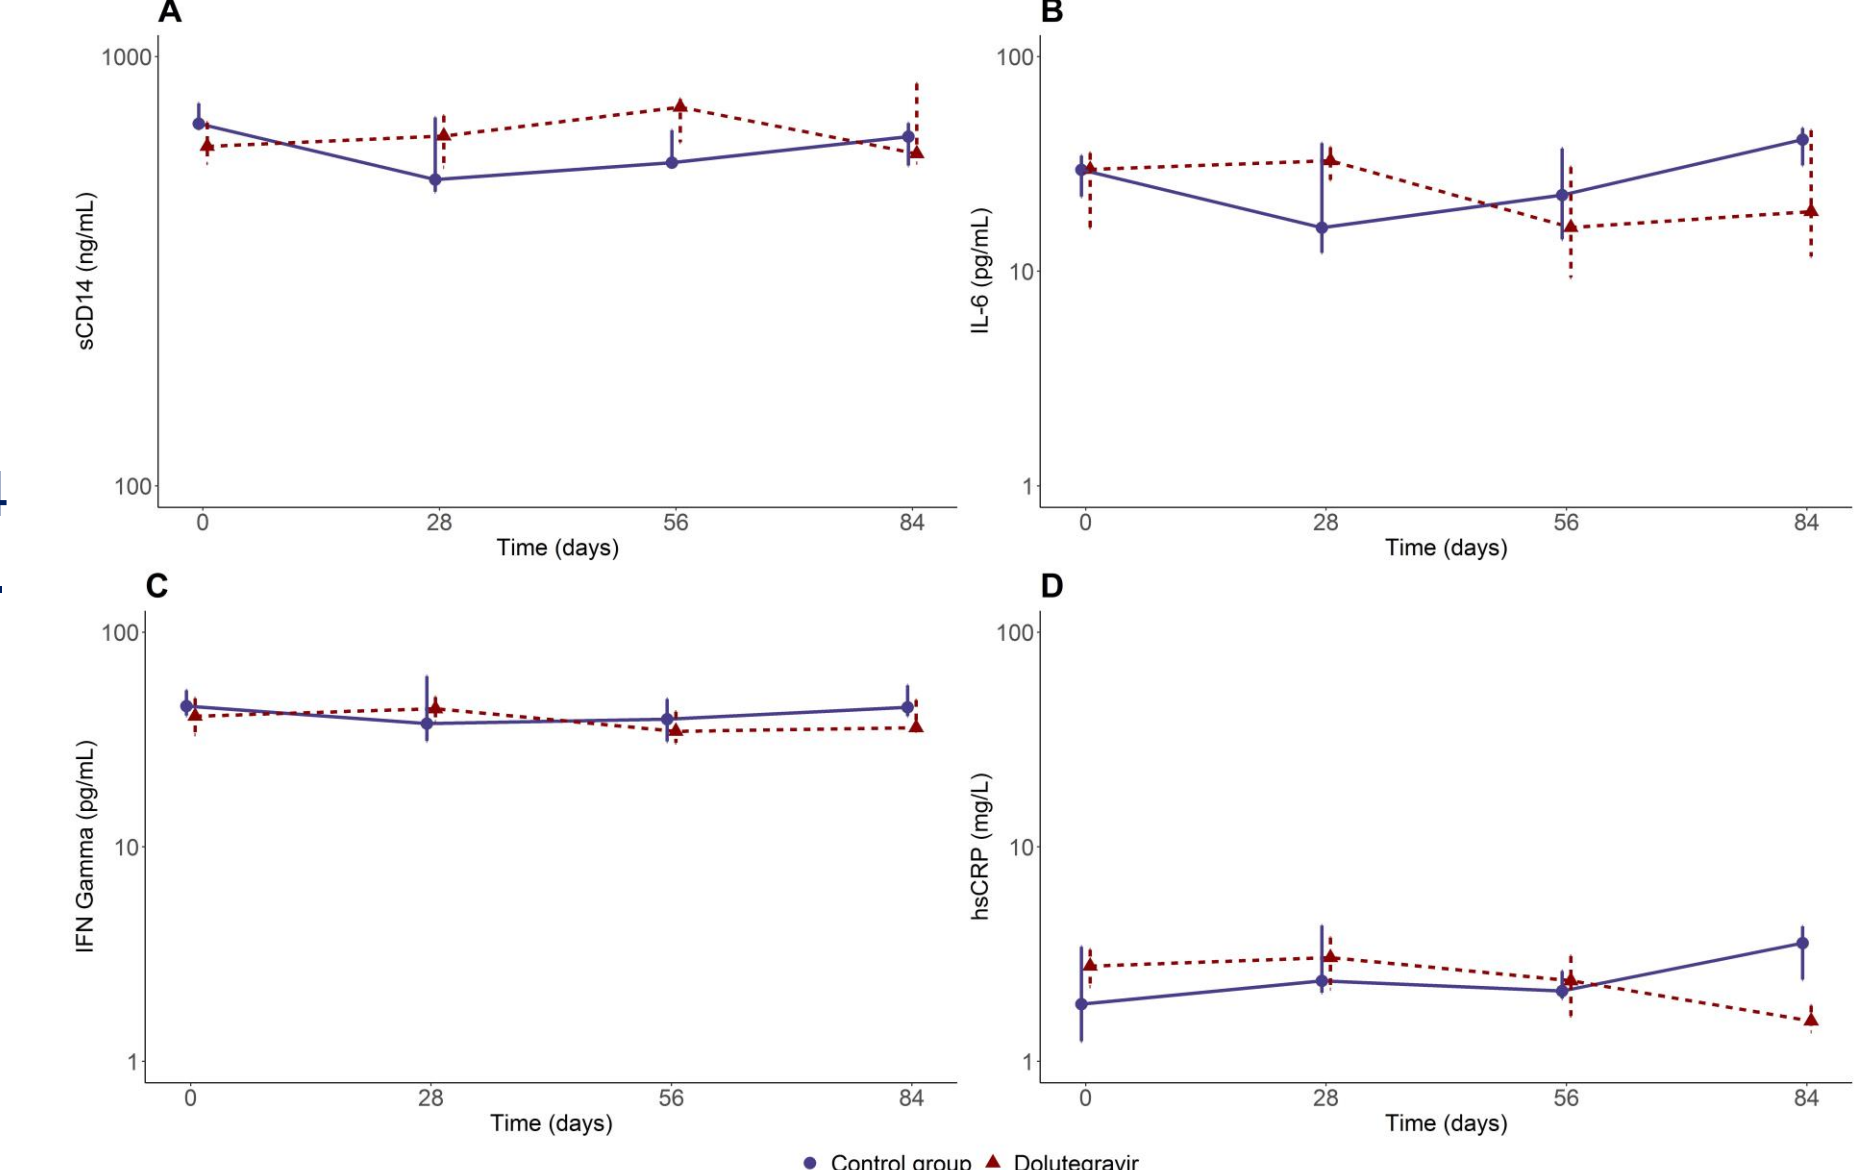 A
B
1000
100
sCD14 (ng/mL)
IL-6 (pg/mL)
10
100
1
0 28 56 84
0 28 56 84
Time (days)
Time (days)
C
D
100
100
IFN Gamma (pg/mL)
hsCRP (mg/L)
10
10
1
1
0 28 56 84
0 28 56 84
Time (days)
Time (days)
Control group Dolutegravir